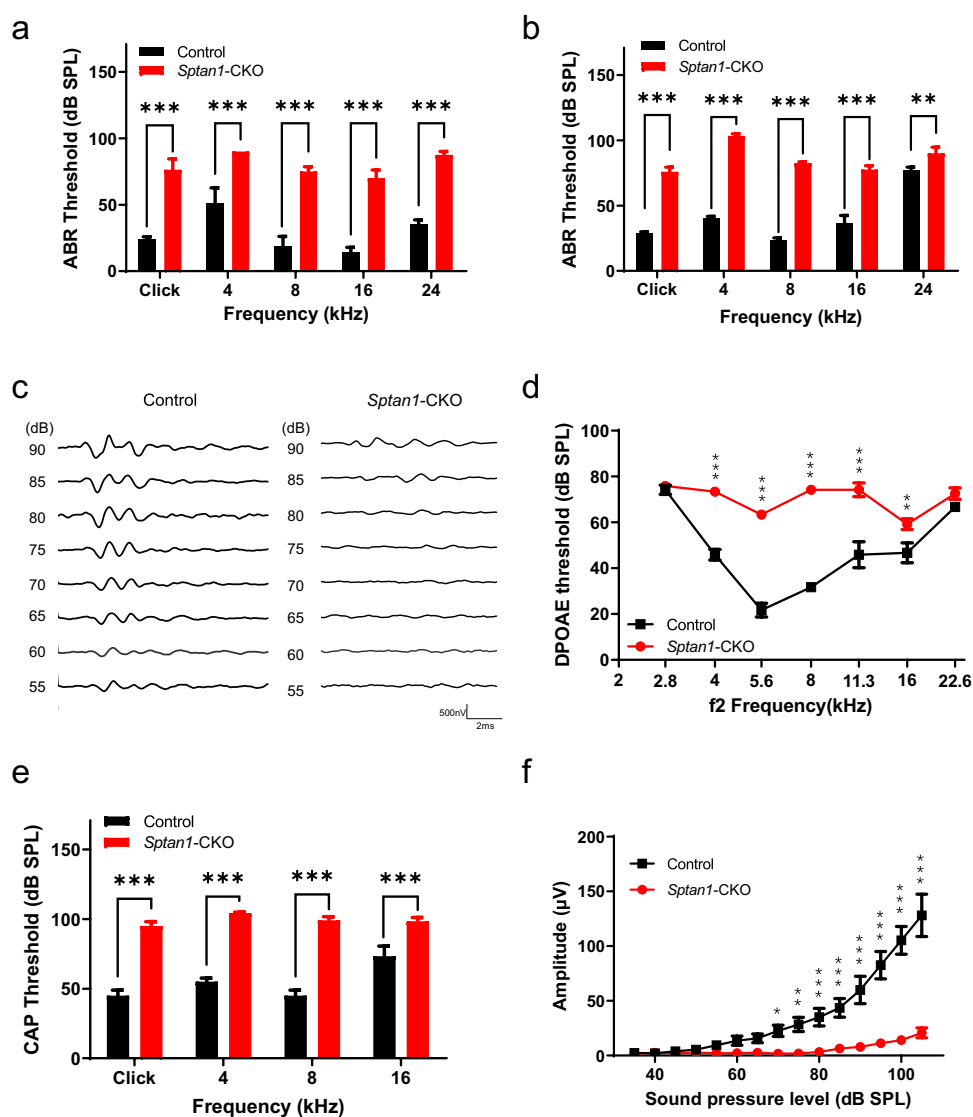 a
Control
Sptan1-CKO
ABR Threshold (dB SPL)
150
100
50
0
*** *** *** *** ***
Click 4 8 16 24
Frequency (kHz)
b
Control
Sptan1-CKO
ABR Threshold (dB SPL)
150
100
50
0
*** *** *** *** **
Click 4 8 16 24
Frequency (kHz)
c
Control
Sptan1-CKO
(dB)
90
85
80
75
70
65
60
55
(dB)
90
85
80
75
70
65
60
55
500nV
2ms
d
DPOAE threshold (dB SPL)
80
60
40
20
0
*** *** *** *** **
Control
Sptan1-CKO
2 2.8 4 5.6 8 11.3 16 22.6
f2 Frequency(kHz)
e
Control
Sptan1-CKO
CAP Threshold (dB SPL)
150
100
50
0
*** *** *** ***
Click 4 8 16
Frequency (kHz)
f
Control
Sptan1-CKO
Amplitude (μV)
200
150
100
50
0
* ** *** *** *** *** *** ***
40 60 80 100
Sound pressure level (dB SPL)